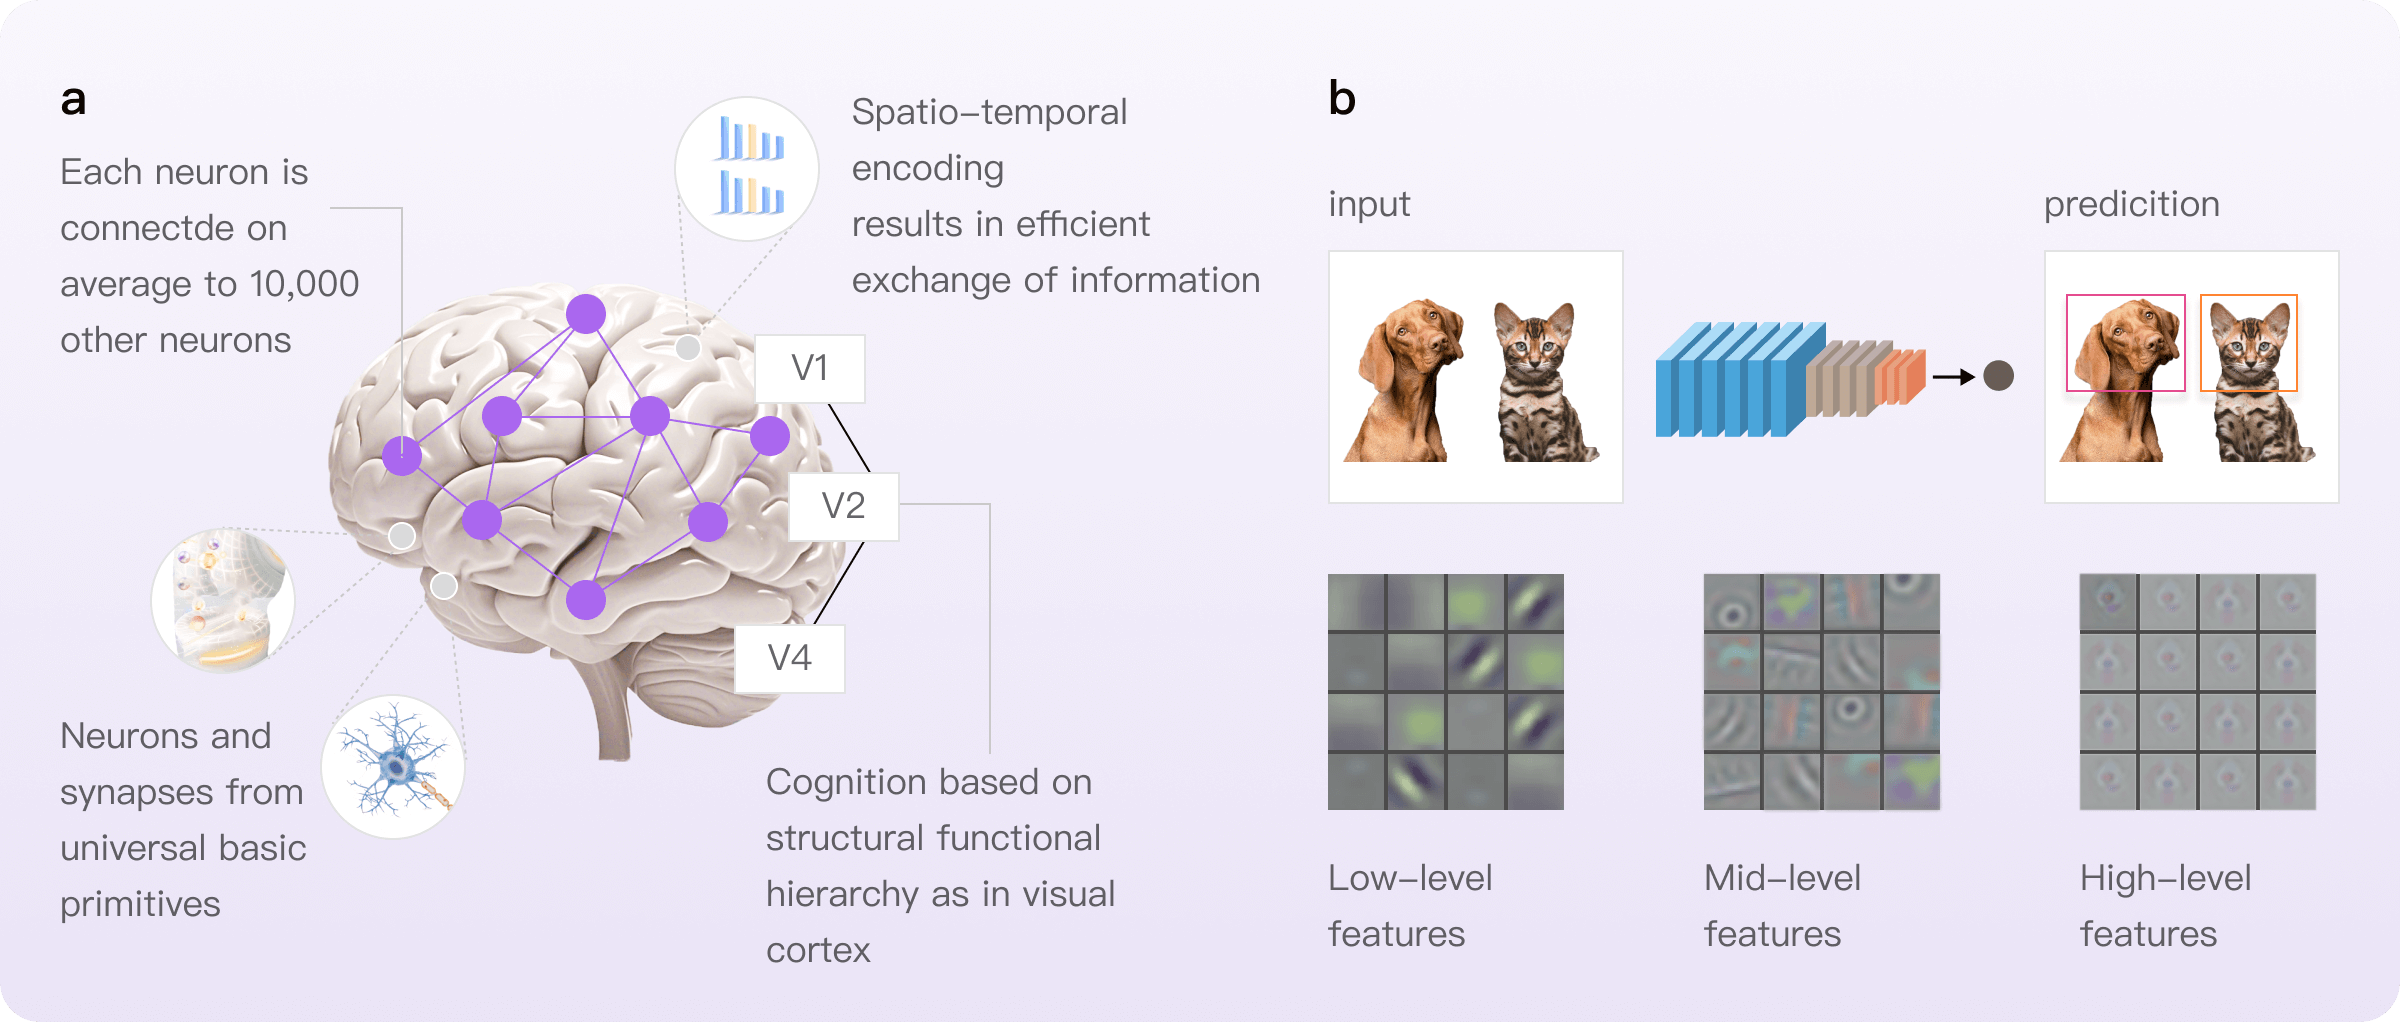 a
Each neuron is
connectde on
average to 10,000
other neurons
Spatio-temporal
encoding
results in efficient
exchange of information
V1
V2
V4
Neurons and
synapses from
universal basic
primitives
Cognition based on
structural functional
hierarchy as in visual
cortex
b
input
predicition
Low-level
features
Mid-level
features
High-level
features